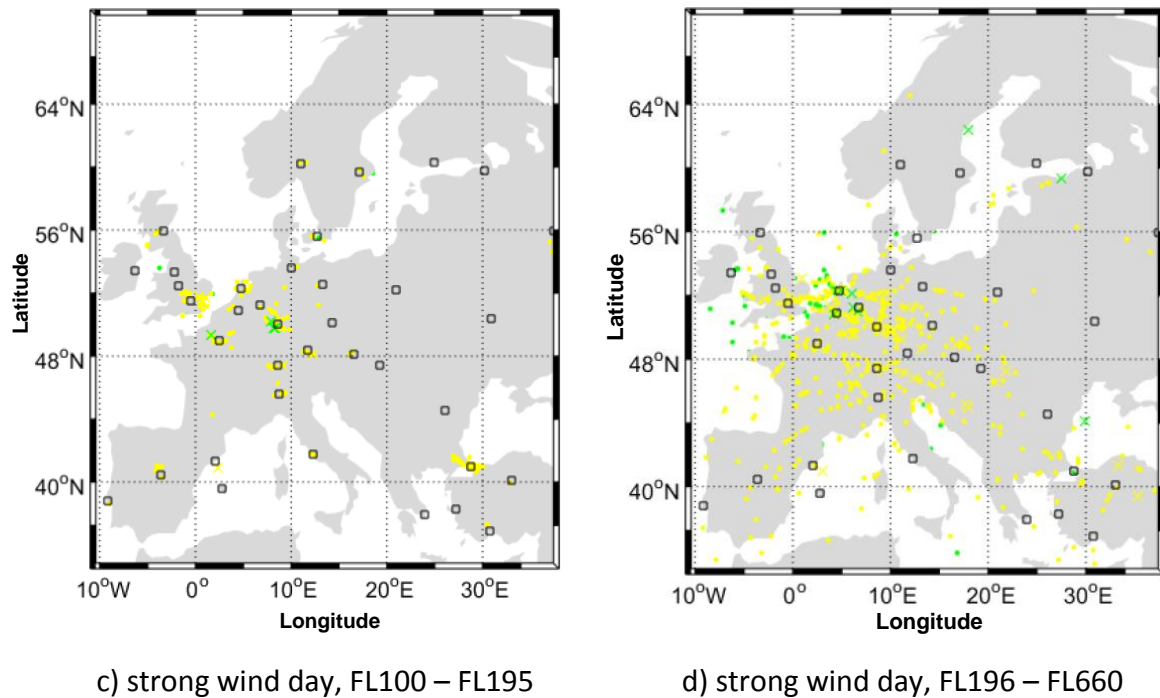 64°N
56°N
48°N
40°N
Latitude
10°W 0° 10°E 20°E 30°E
Longitude
c) strong wind day, FL100 – FL195
64°N
56°N
48°N
40°N
Latitude
10°W 0° 10°E 20°E 30°E
Longitude
d) strong wind day, FL196 – FL660